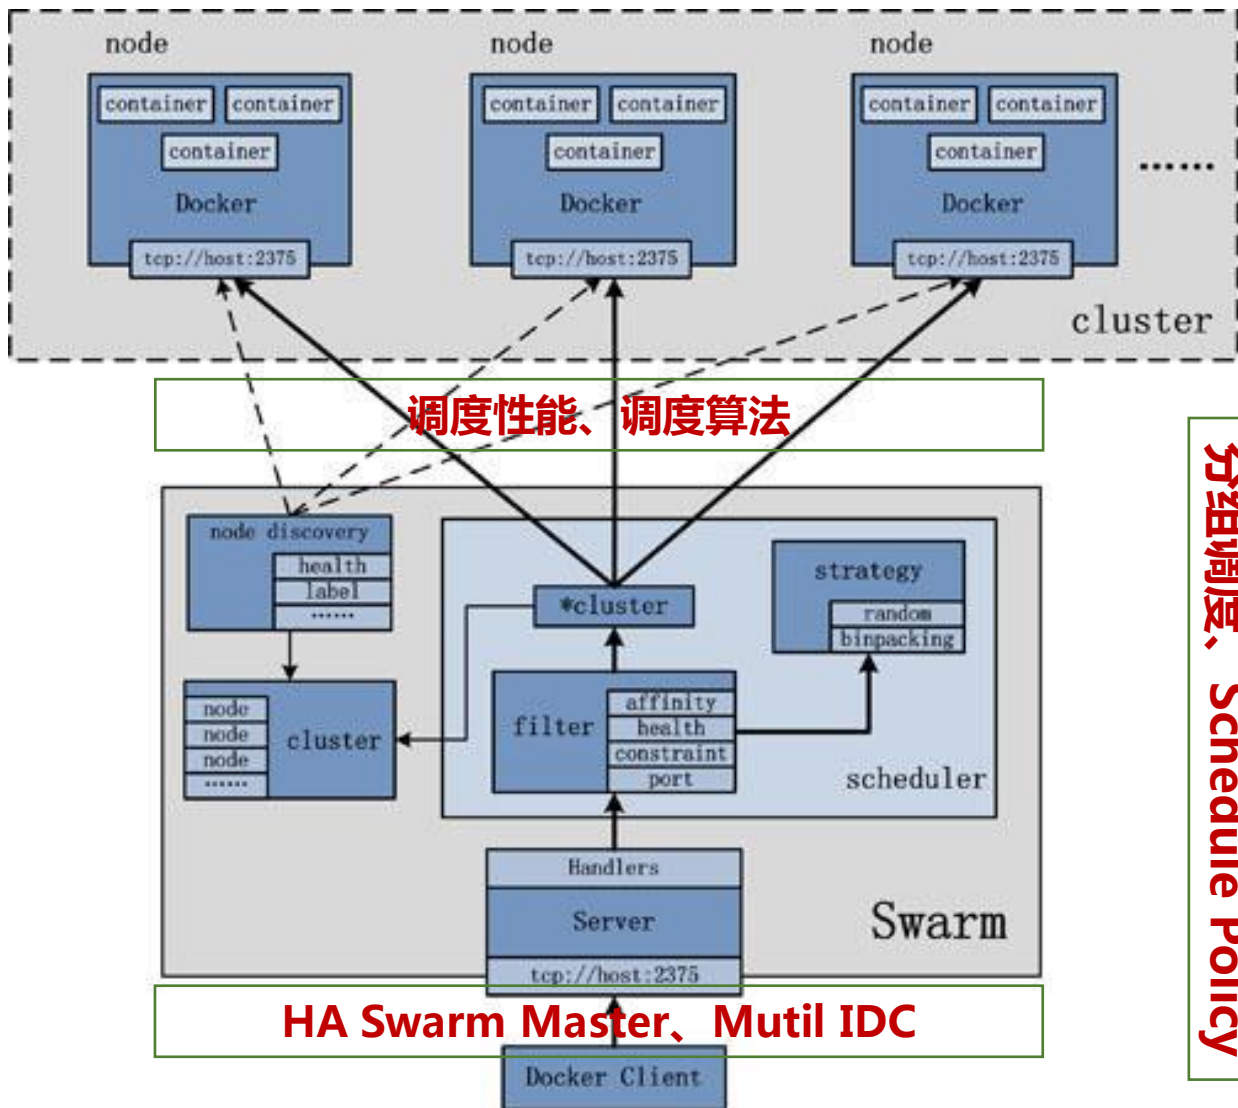 node
node
node
container container
container
Docker
tcp://host:2375
container container
container
Docker
tcp://host:2375
container container
container
Docker
tcp://host:2375
……
cluster
调度性能、调度算法
node discovery
health
label
……
*cluster
strategy
random
binpacking
node
node
node
……
cluster
filter
affinity
health
constraint
port
scheduler
Handlers
Server
tcp://host:2375
Swarm
HA Swarm Master、Mutil IDC
Docker Client
分组调度、Schedule Policy